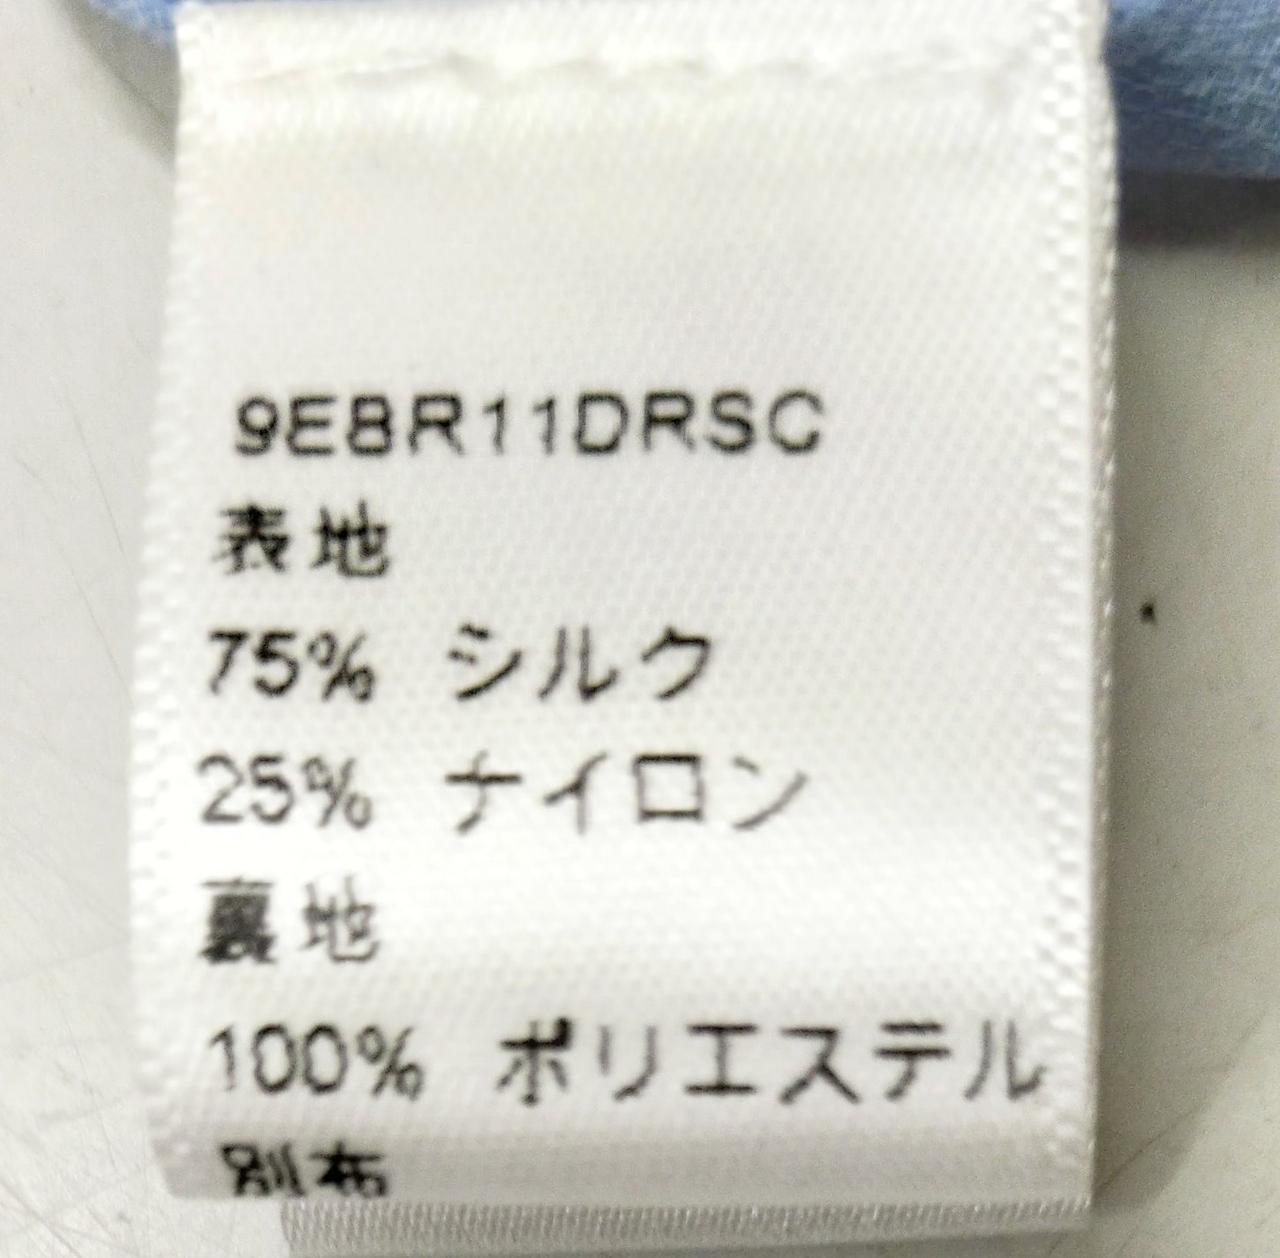 9E8R11DRSC
表地
75% シルク
25% ナイロン
裏地
100% ポリエステル
別布